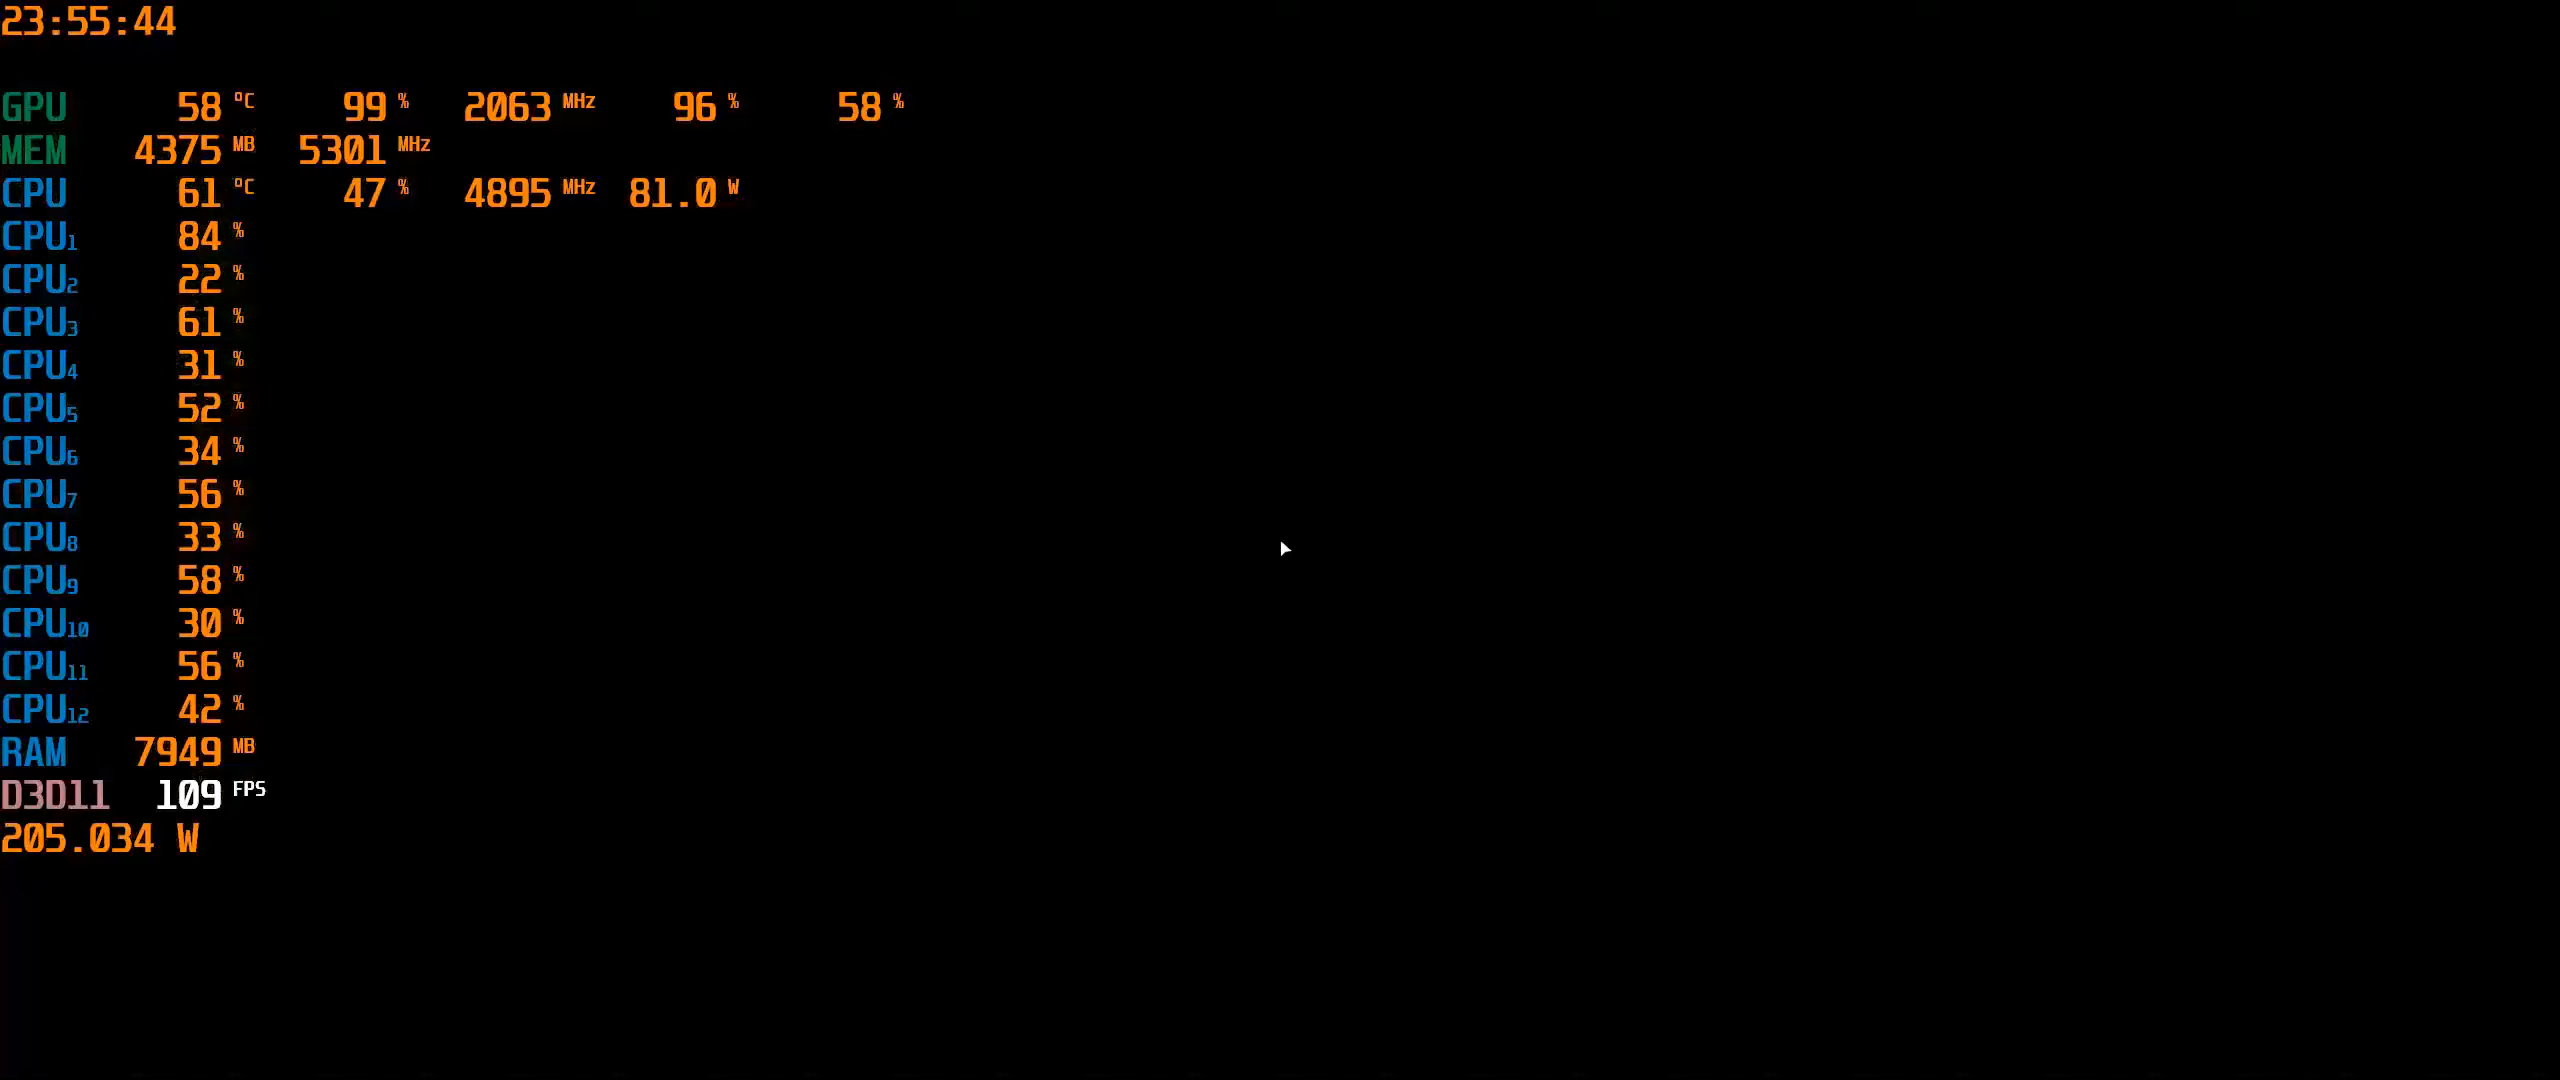 23:55:44
GPU 58 °C 99 % 2063 MHz 96 % 58 %
MEM 4375 MB 5301 MHz
CPU 61 °C 47 % 4895 MHz 81.0 W
CPU1 84 %
CPU2 22 %
CPU3 61 %
CPU4 31 %
CPU5 52 %
CPU6 34 %
CPU7 56 %
CPU8 33 %
CPU9 58 %
CPU10 30 %
CPU11 56 %
CPU12 42 %
RAM 7949 MB
D3D11 109 FPS
205.034 W